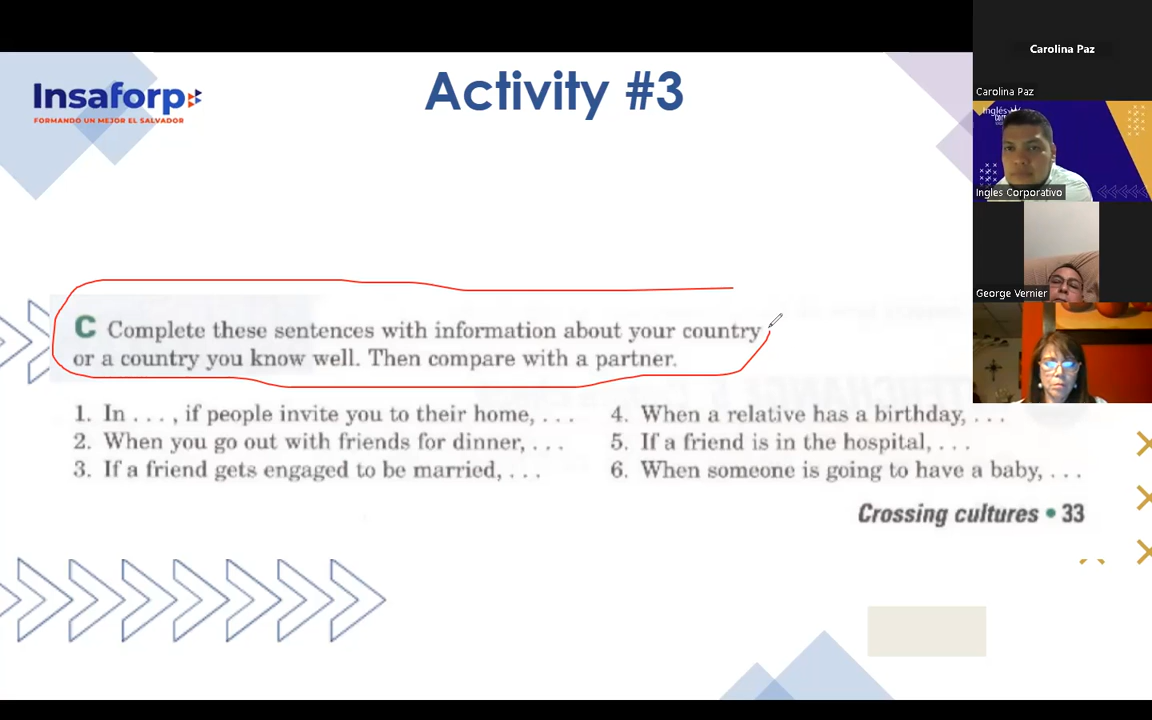 Activity #3
Insaforp
FORMANDO UN MEJOR EL SALVADOR
C Complete these sentences with information about your country
or a country you know well. Then compare with a partner.
1. In . . . . , if people invite you to their home, . . .
2. When you go out with friends for dinner, . . .
3. If a friend gets engaged to be married, . . .
4. When a relative has a birthday, . . .
5. If a friend is in the hospital, . . .
6. When someone is going to have a baby, . . .
Crossing cultures • 33
Carolina Paz
Carolina Paz
Inglés
Ingles Corporativo
George Vernier